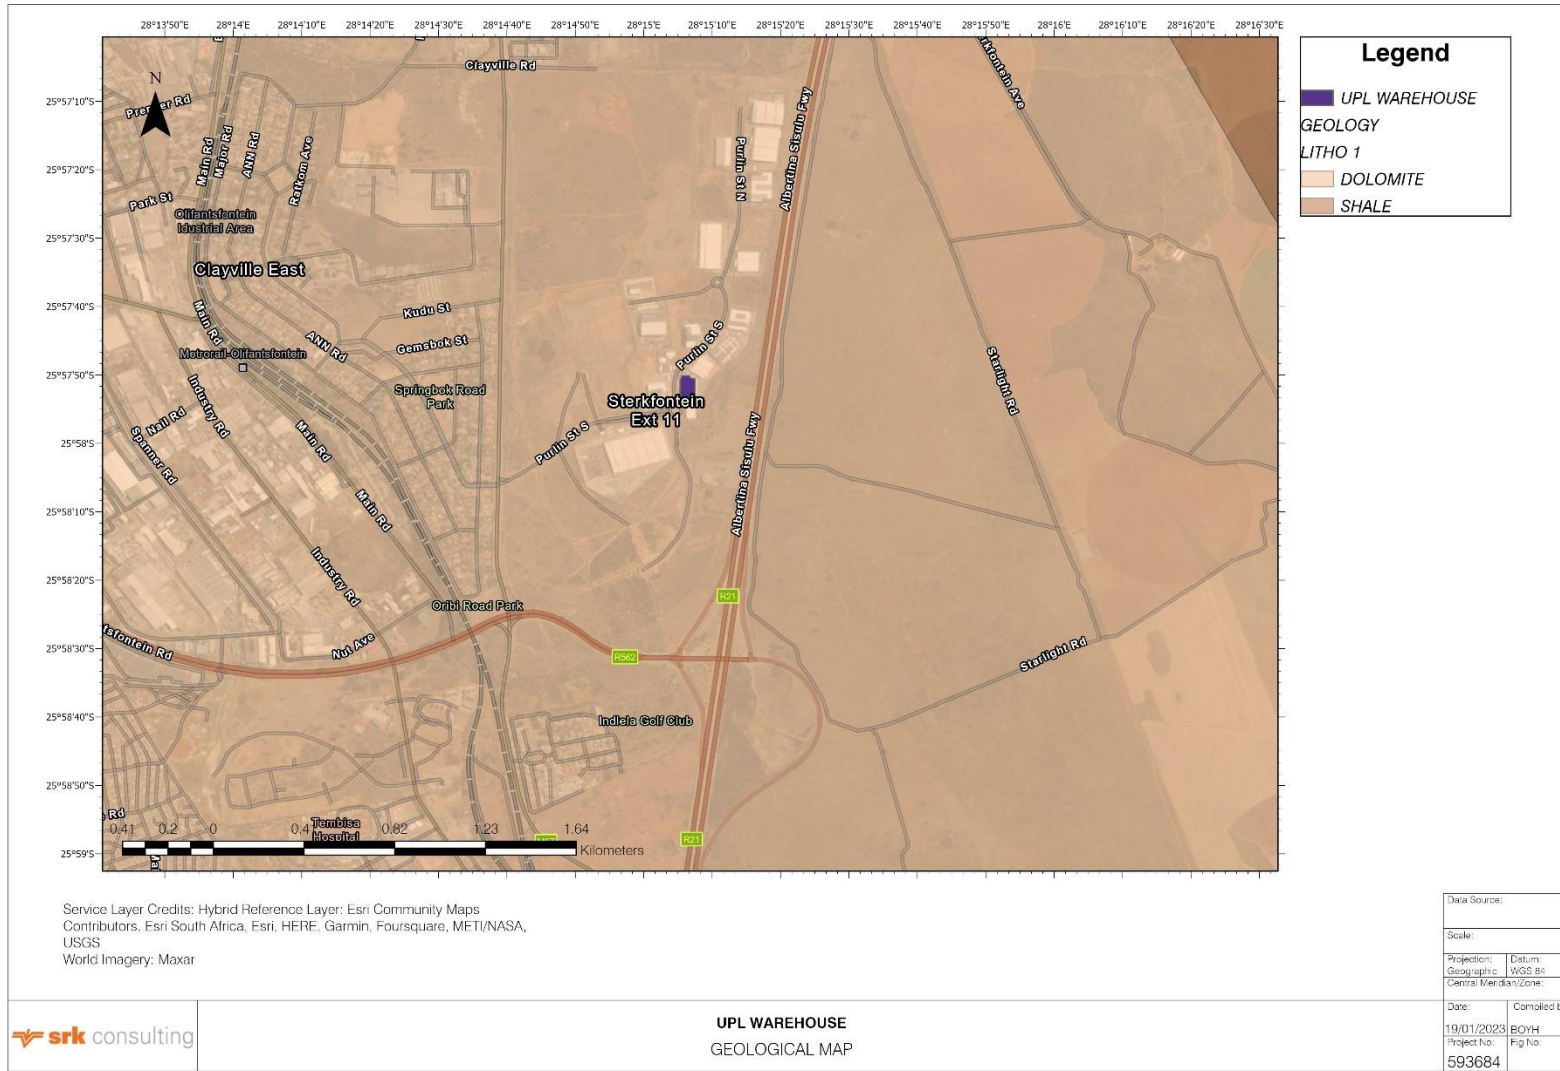 28°13'50"E 28°14'E 28°14'10"E 28°14'20"E 28°14'30"E 28°14'40"E 28°14'50"E 28°15'E 28°15'10"E 28°15'20"E 28°15'30"E 28°15'40"E 28°15'50"E 28°16'E 28°16'10"E 28°16'20"E 28°16'30"E
N
25°57'10"S
25°57'20"S
25°57'30"S
25°57'40"S
25°57'50"S
25°58'S
25°58'10"S
25°58'20"S
25°58'30"S
25°58'40"S
25°58'50"S
25°59'S
Clayville Rd
Main Rd
Major Rd
ANN Rd
Ratkom Ave
Park St
Olifantsfontein
Idustrial Area
Clayville East
Main Rd
Kudu St
ANN Rd
Gemsbok St
Metrorail-Olifantsfontein
Springbok Road
Park
Industry Rd
Nail Rd
Spanner Rd
Main Rd
Main Rd
Industry Rd
Nut Ave
Oribi Road Park
tsfontein Rd
Purlin St N
Albertina Sisulu Fwy
Purlin St S
Sterkfontein
Ext 11
Purlin St S
Albertina Sisulu Fwy
rkfontein Ave
Starlight Rd
Starlight Rd
R21
R562
Indlela Golf Club
R21
Rd
Tembisa
Hospital
0.41 0.2 0 0.4 0.82 1.23 1.64
Kilometers
Legend
UPL WAREHOUSE
GEOLOGY
LITHO 1
DOLOMITE
SHALE
Service Layer Credits: Hybrid Reference Layer: Esri Community Maps
Contributors, Esri South Africa, Esri, HERE, Garmin, Foursquare, METI/NASA,
USGS
World Imagery: Maxar
srk consulting
UPL WAREHOUSE
GEOLOGICAL MAP
Data Source:
Scale:
Projection: Datum:
Geographic WGS 84
Central Meridian/Zone:
Date: Compiled b
19/01/2023 BOYH
Project No: Fig No:
593684